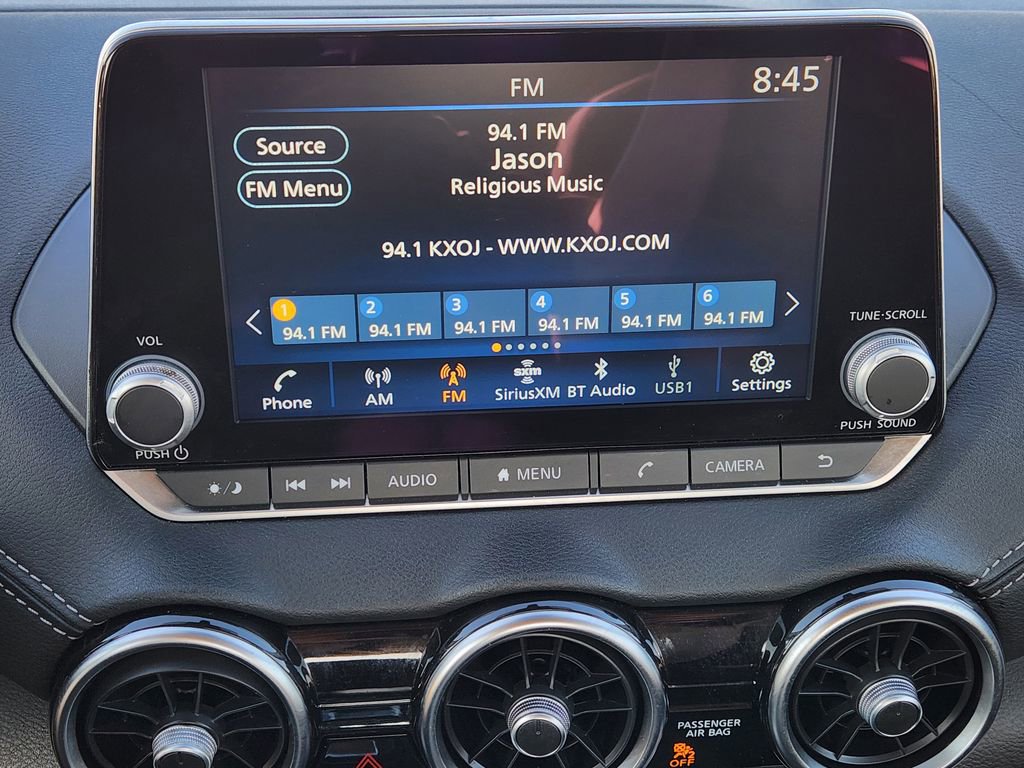 FM
8:45
Source
94.1 FM
Jason
FM Menu
Religious Music
94.1 KXOJ - WWW.KXOJ.COM
1 2 3 4 5 6
94.1 FM 94.1 FM 94.1 FM 94.1 FM 94.1 FM 94.1 FM
VOL
TUNE·SCROLL
sxm
Phone AM FM SiriusXM BT Audio USB1 Settings
PUSH
PUSH SOUND
AUDIO MENU CAMERA
PASSENGER
AIR BAG
OFF